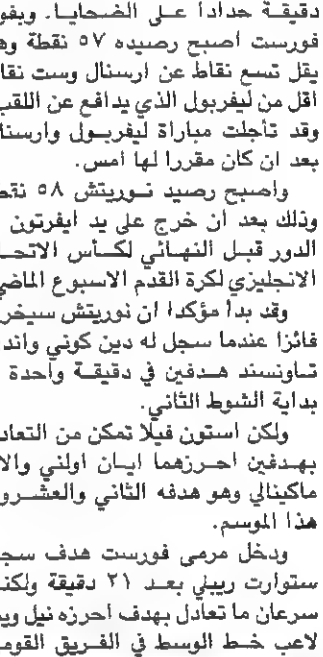 دقيقة حدادا على الضحايا. ويفو
فورست اصبح رصيده ٥٧ نقطة وه
يقل تسع نقاط عن ارسنال وست نقا
اقل من ليفربول الذي يدافع عن اللقب
وقد تأجلت مباراة ليفربول وارسنا
بعد ان كان مقررا لها امس.
واصبح رصيد نوريتش ٥٨ نقط
وذلك بعد ان خرج على يد ايفرتون
الدور قبل النهائي لكأس الاتحا
الانجليزي لكرة القدم الاسبوع الماضي
وقد بدأ مؤكدا ان نوريتش سيخر
فائزا عندما سجل له دين كوني واند
تاونسند هدفين في دقيقة واحدة
بداية الشوط الثاني.
ولكن استون فيلا تمكن من التعاد
بهدفين احرزهما ايان اولني والا
ماكينالي وهو هدفه الثاني والعشرو
هذا الموسم.
ودخل مرمى فورست هدف سجا
ستوارت ريبلي بعد ٢١ دقيقة ولكنه
سرعان ما تعادل بهدف احرزه نيل ويب
لاعب خط الوسط في الفريق القوم